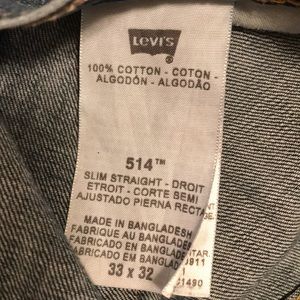 Levi's
100% COTTON - COTON -
ALGODÓN - ALGODÃO
514™
SLIM STRAIGHT - DROIT
ETROIT - CORTE SEMI
AJUSTADO PIERNA RECTA
MADE IN BANGLADESH
FABRIQUE AU BANGLADESH
FABRICADO EN BANGLADESH
FABRICADO EM BANGLADESH
33 x 32